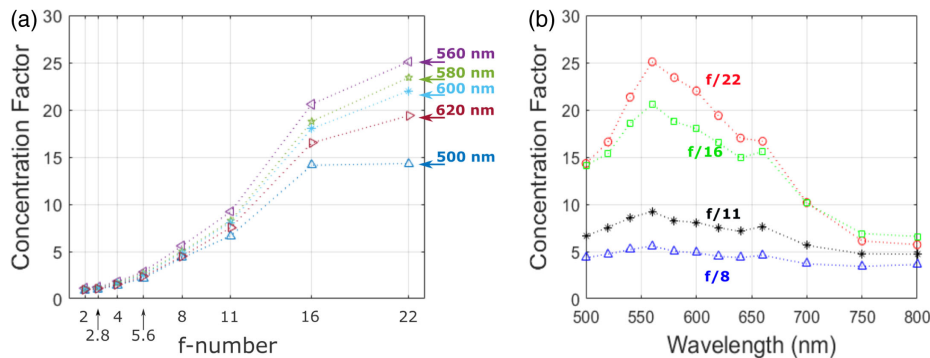 (a)
30
25
20
15
10
5
0
Concentration Factor
560 nm
580 nm
600 nm
620 nm
500 nm
2 4 8 11 16 22
2.8 5.6
f-number
(b)
30
25
20
15
10
5
0
Concentration Factor
f/22
f/16
f/11
f/8
500 550 600 650 700 750 800
Wavelength (nm)